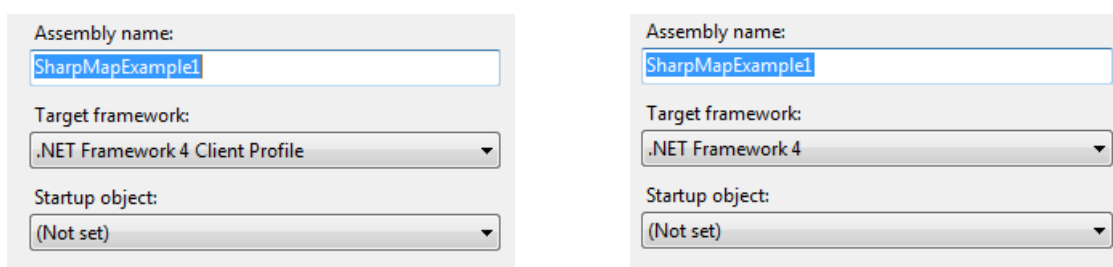 Assembly name:
SharpMapExample1
Target framework:
.NET Framework 4 Client Profile
Startup object:
(Not set)
Assembly name:
SharpMapExample1
Target framework:
.NET Framework 4
Startup object:
(Not set)